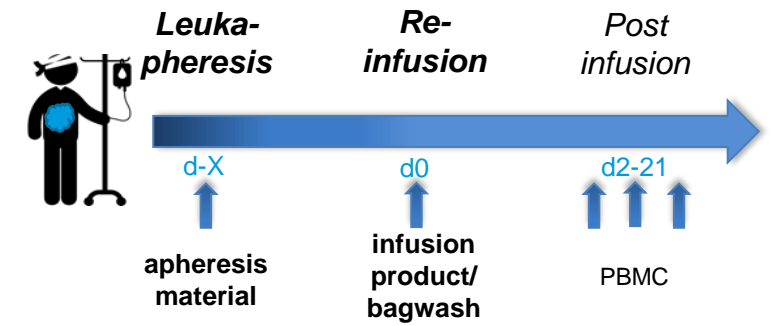 Leuka-
pheresis
Re-
infusion
Post
infusion
d-X
d0
d2-21
apheresis
material
infusion
product/
bagwash
PBMC